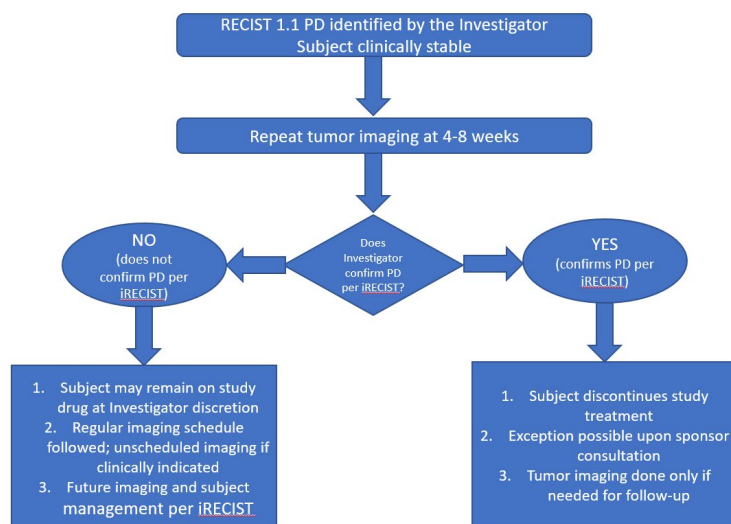 RECIST 1.1 PD identified by the Investigator
Subject clinically stable
Repeat tumor imaging at 4-8 weeks
Does
Investigator
confirm PD
per iRECIST?
NO
(does not
confirm PD per
iRECIST)
YES
(confirms PD per
iRECIST)
1. Subject may remain on study
drug at Investigator discretion
2. Regular imaging schedule
followed; unscheduled imaging if
clinically indicated
3. Future imaging and subject
management per iRECIST
1. Subject discontinues study
treatment
2. Exception possible upon sponsor
consultation
3. Tumor imaging done only if
needed for follow-up